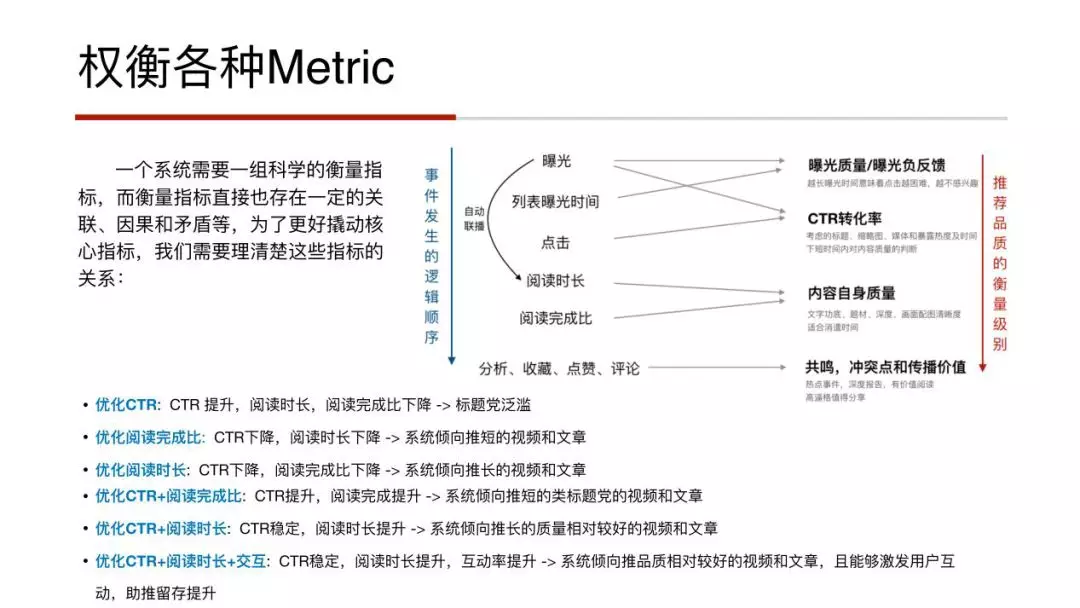 权衡各种Metric
一个系统需要一组科学的衡量指
标，而衡量指标直接也存在一定的关
联、因果和矛盾等，为了更好撬动核
心指标，我们需要理清楚这些指标的
关系：
事件发生的逻辑顺序
自动
联播
曝光
列表曝光时间
点击
阅读时长
阅读完成比
分析、收藏、点赞、评论
曝光质量/曝光负反馈
越长曝光时间意味着点击越困难，越不感兴趣
CTR转化率
考虑的标题、缩略图、媒体和暴露热度及时间
下短时间内对内容质量的判断
内容自身质量
文字功底、题材、深度、画面配图清晰度
适合消遣时间
共鸣，冲突点和传播价值
热点事件，深度报告，有价值阅读
高逼格值得分享
推荐品质的衡量级别
• 优化CTR：CTR 提升，阅读时长，阅读完成比下降 -> 标题党泛滥
• 优化阅读完成比：CTR下降，阅读时长下降 -> 系统倾向推短的视频和文章
• 优化阅读时长：CTR下降，阅读完成比下降 -> 系统倾向推长的视频和文章
• 优化CTR+阅读完成比：CTR提升，阅读完成提升 -> 系统倾向推短的类标题党的视频和文章
• 优化CTR+阅读时长：CTR稳定，阅读时长提升 -> 系统倾向推长的质量相对较好的视频和文章
• 优化CTR+阅读时长+交互：CTR稳定，阅读时长提升，互动率提升 -> 系统倾向推品质相对较好的视频和文章，且能够激发用户互
动，助推留存提升